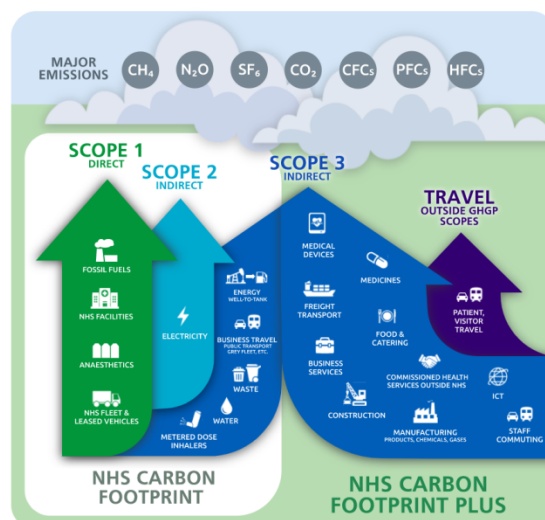 MAJOR
EMISSIONS
CH₄
N₂O
SF₆
CO₂
CFCs
PFCs
HFCs
SCOPE 1
DIRECT
SCOPE 2
INDIRECT
SCOPE 3
INDIRECT
TRAVEL
OUTSIDE GHGP
SCOPES
FOSSIL FUELS
NHS FACILITIES
ANAESTHETICS
NHS FLEET &
LEASED VEHICLES
ELECTRICITY
ENERGY
WELL-TO-TANK
BUSINESS TRAVEL
PUBLIC TRANSPORT
GREY FLEET, ETC.
WASTE
WATER
METERED DOSE
INHALERS
MEDICAL
DEVICES
MEDICINES
FREIGHT
TRANSPORT
FOOD &
CATERING
BUSINESS
SERVICES
COMMISSIONED HEALTH
SERVICES OUTSIDE NHS
ICT
CONSTRUCTION
MANUFACTURING
PRODUCTS, CHEMICALS, GASES
STAFF
COMMUTING
PATIENT,
VISITOR
TRAVEL
NHS CARBON
FOOTPRINT
NHS CARBON
FOOTPRINT PLUS